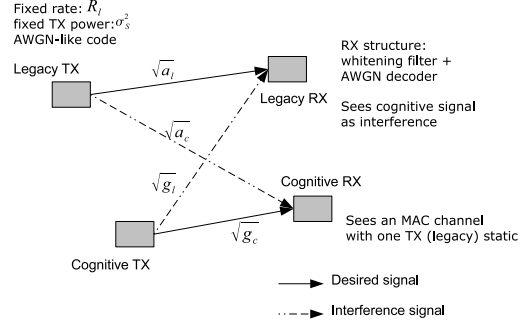 Fixed rate: R_l
fixed TX power: σ_s^2
AWGN-like code
Legacy TX
√a_l
RX structure:
whitening filter +
AWGN decoder
Legacy RX
Sees cognitive signal
as interference
√a_c
√g_l
Cognitive RX
√g_c
Sees an MAC channel
with one TX (legacy) static
Cognitive TX
Desired signal
Interference signal